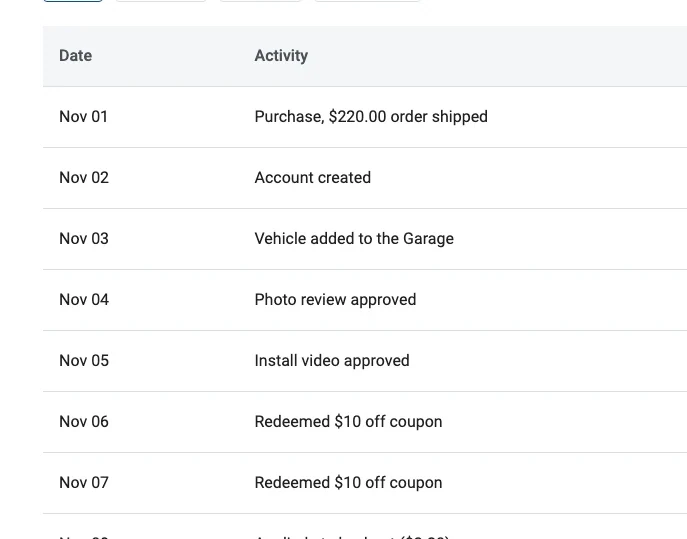 Date Activity
Nov 01 Purchase, $220.00 order shipped
Nov 02 Account created
Nov 03 Vehicle added to the Garage
Nov 04 Photo review approved
Nov 05 Install video approved
Nov 06 Redeemed $10 off coupon
Nov 07 Redeemed $10 off coupon